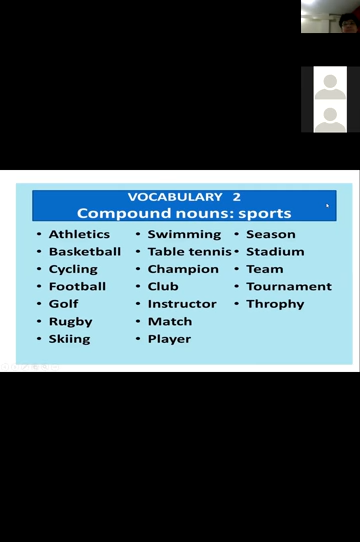 VOCABULARY 2
Compound nouns: sports
• Athletics
• Basketball
• Cycling
• Football
• Golf
• Rugby
• Skiing
• Swimming
• Table tennis
• Champion
• Club
• Instructor
• Match
• Player
• Season
• Stadium
• Team
• Tournament
• Throphy